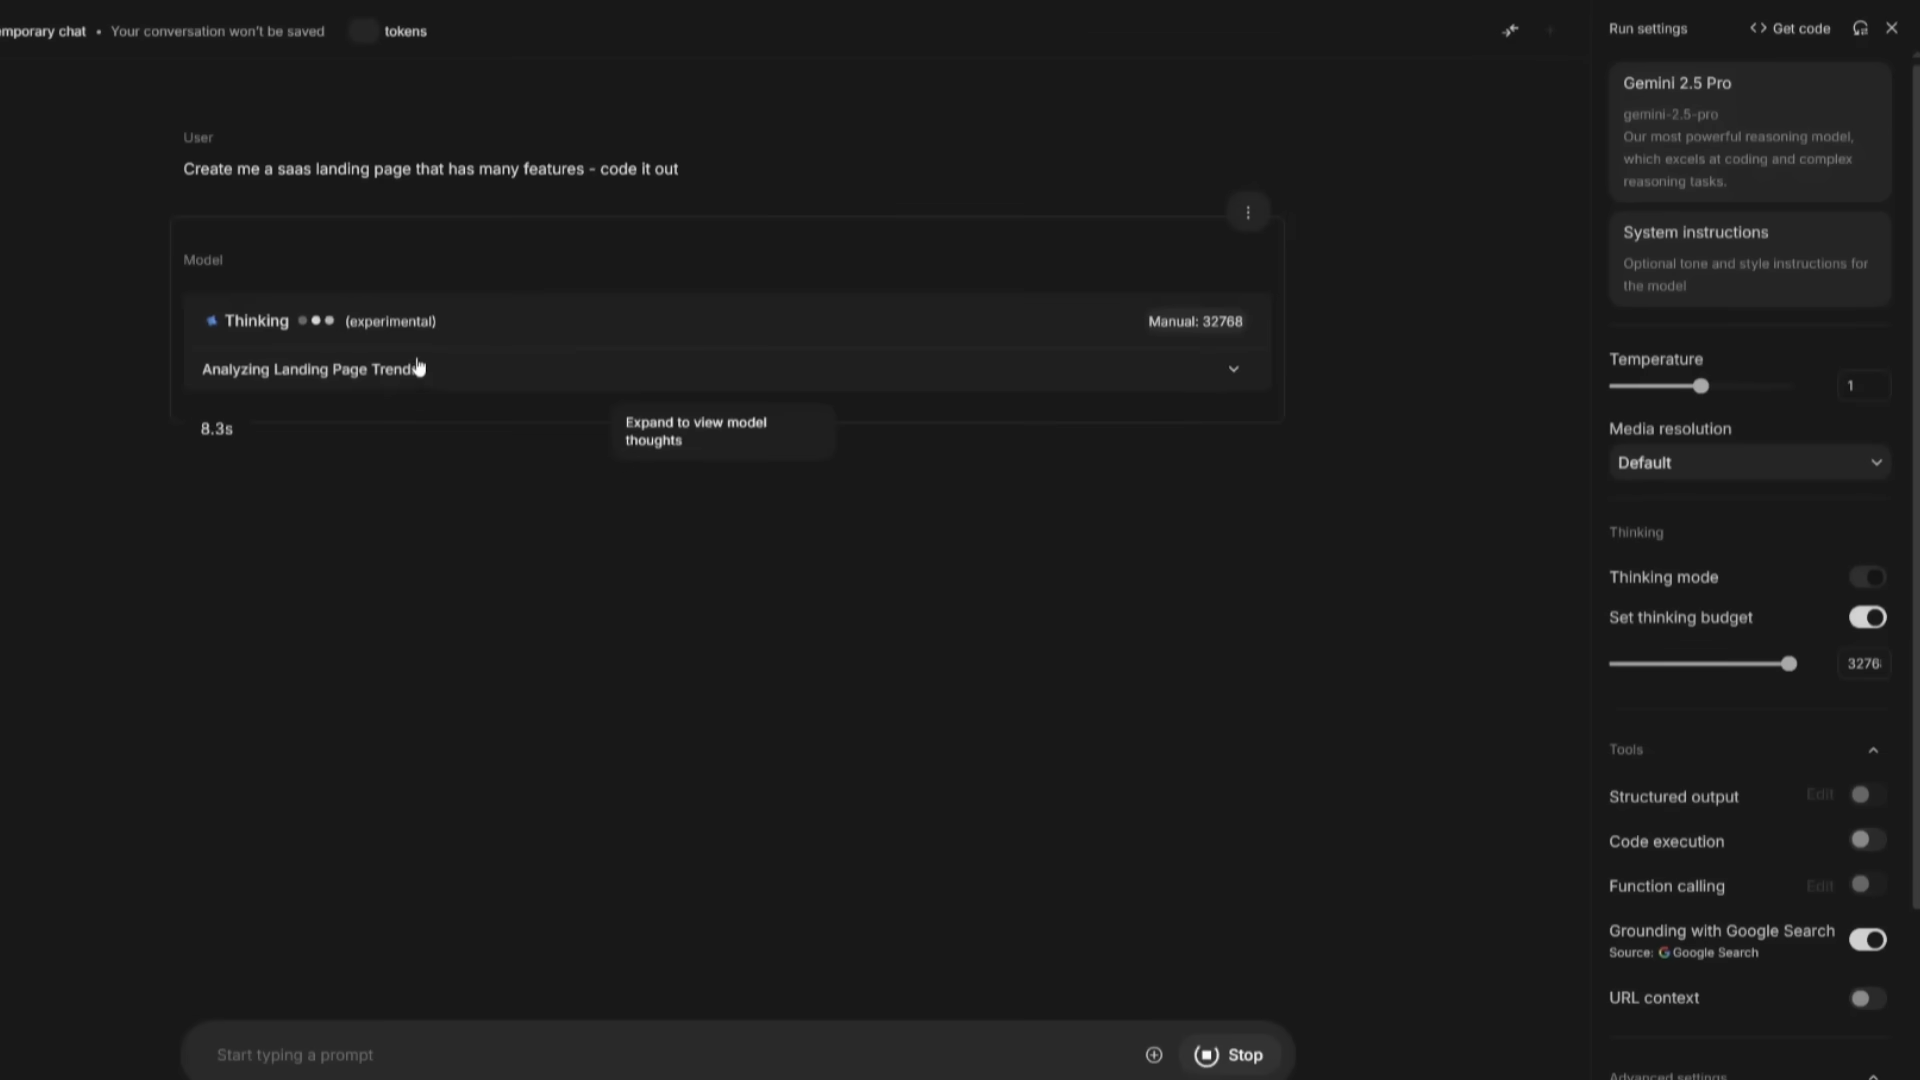 mporary chat • Your conversation won't be saved tokens
User
Create me a saas landing page that has many features - code it out
Model
Thinking (experimental) Manual: 32768
Analyzing Landing Page Trends
8.3s
Expand to view model
thoughts
Start typing a prompt
Stop
Run settings <> Get code
Gemini 2.5 Pro
gemini-2.5-pro
Our most powerful reasoning model,
which excels at coding and complex
reasoning tasks.
System instructions
Optional tone and style instructions for
the model
Temperature 1
Media resolution
Default
Thinking
Thinking mode
Set thinking budget
3276
Tools
Structured output Edit
Code execution
Function calling Edit
Grounding with Google Search
Source: G Google Search
URL context
Advanced settings